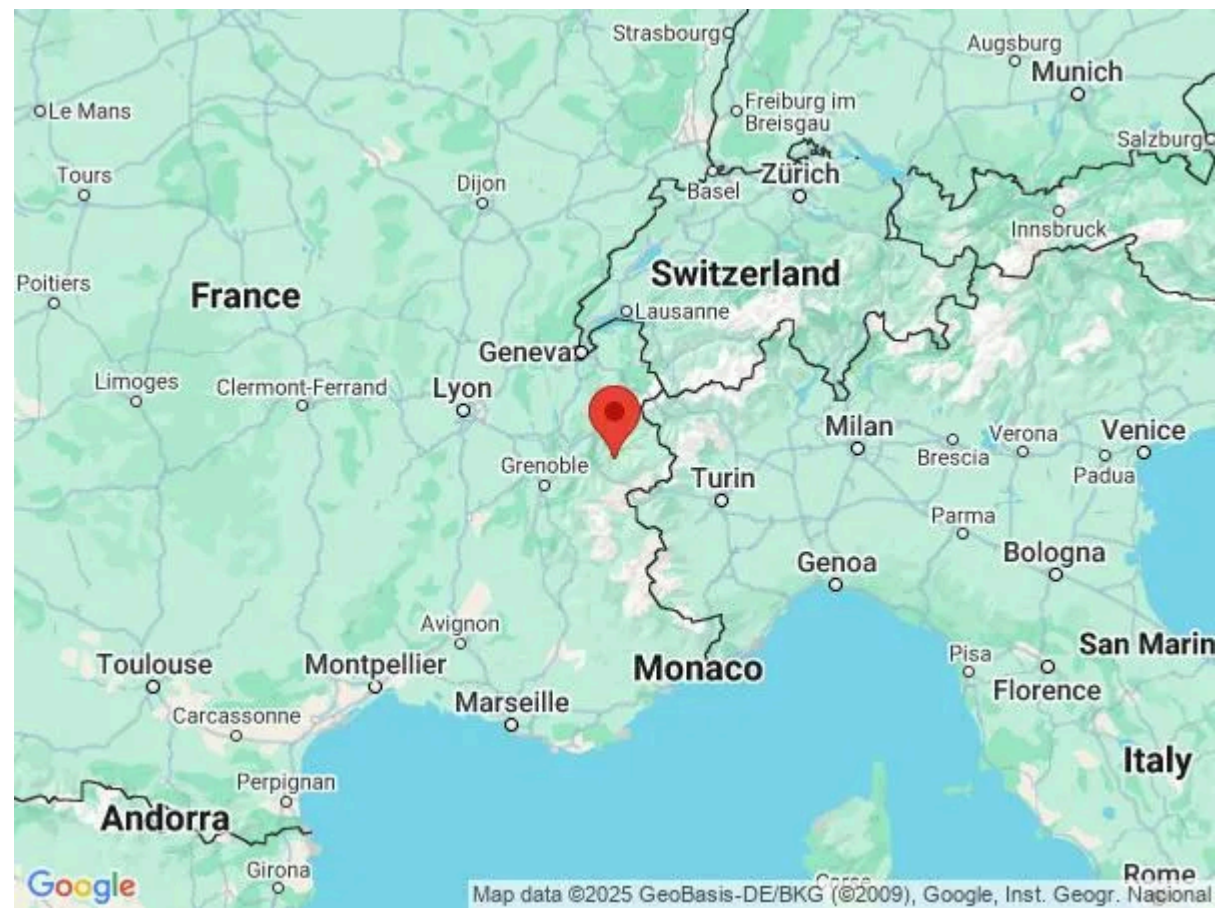 Strasbourg
Augsburg
Munich
Le Mans
Freiburg im
Breisgau
Salzburg
Tours
Dijon
Basel
Zürich
Innsbruck
Poitiers
France
Switzerland
Lausanne
Geneva
Limoges
Clermont-Ferrand
Lyon
Milan
Verona
Venice
Brescia
Padua
Grenoble
Turin
Parma
Genoa
Bologna
Avignon
San Marin
Toulouse
Montpellier
Monaco
Pisa
Florence
Marseille
Carcassonne
Italy
Perpignan
Andorra
Girona
Rome
Google
Map data ©2025 GeoBasis-DE/BKG (©2009), Google, Inst. Geogr. Nacional